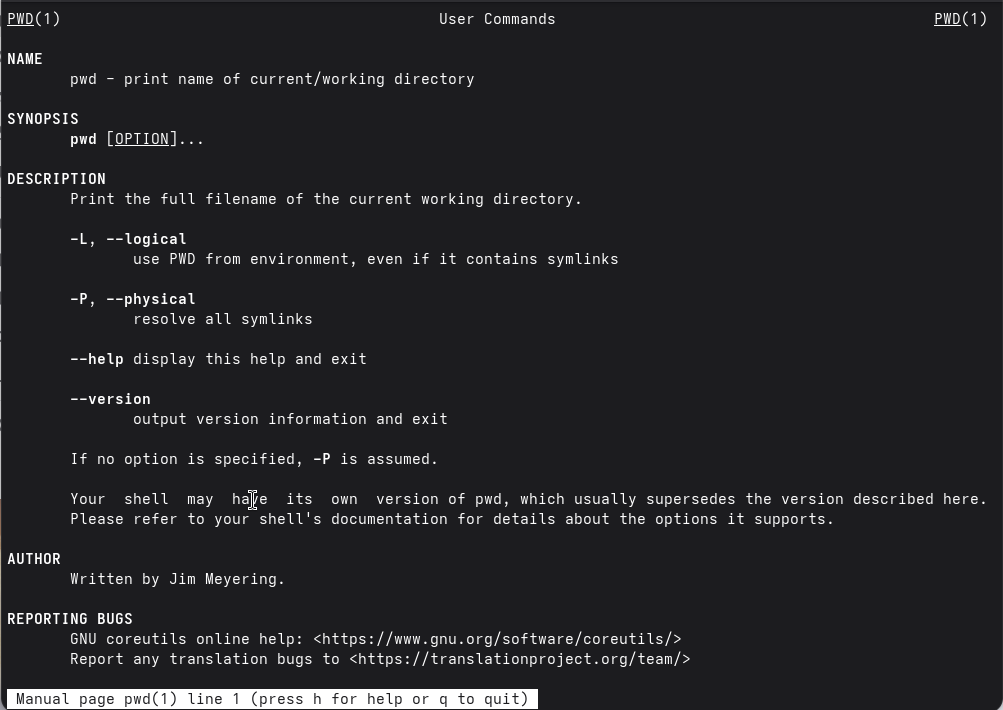 PWD(1) User Commands PWD(1)
NAME
pwd - print name of current/working directory
SYNOPSIS
pwd [OPTION]...
DESCRIPTION
Print the full filename of the current working directory.
-L, --logical
use PWD from environment, even if it contains symlinks
-P, --physical
resolve all symlinks
--help display this help and exit
--version
output version information and exit
If no option is specified, -P is assumed.
Your shell may have its own version of pwd, which usually supersedes the version described here.
Please refer to your shell's documentation for details about the options it supports.
AUTHOR
Written by Jim Meyering.
REPORTING BUGS
GNU coreutils online help: <https://www.gnu.org/software/coreutils/>
Report any translation bugs to <https://translationproject.org/team/>
Manual page pwd(1) line 1 (press h for help or q to quit)